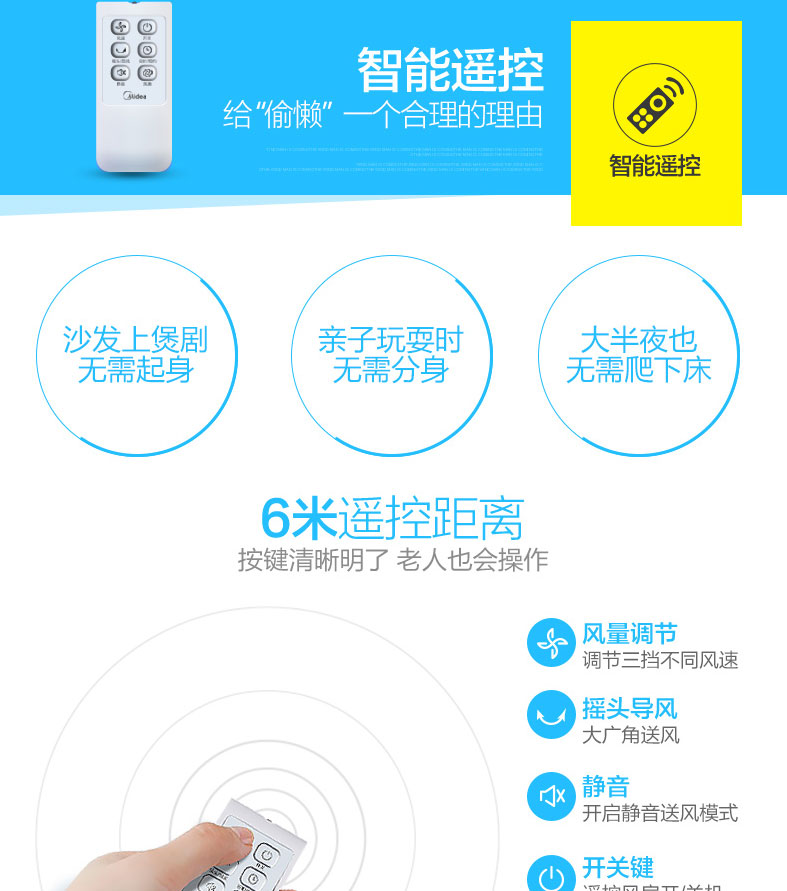 Midea
智能遥控
给“偷懒” 一个合理的理由
智能遥控
沙发上煲剧
无需起身
亲子玩耍时
无需分身
大半夜也
无需爬下床
6米遥控距离
按键清晰明了 老人也会操作
风量调节
调节三挡不同风速
摇头导风
大广角送风
静音
开启静音送风模式
开关键